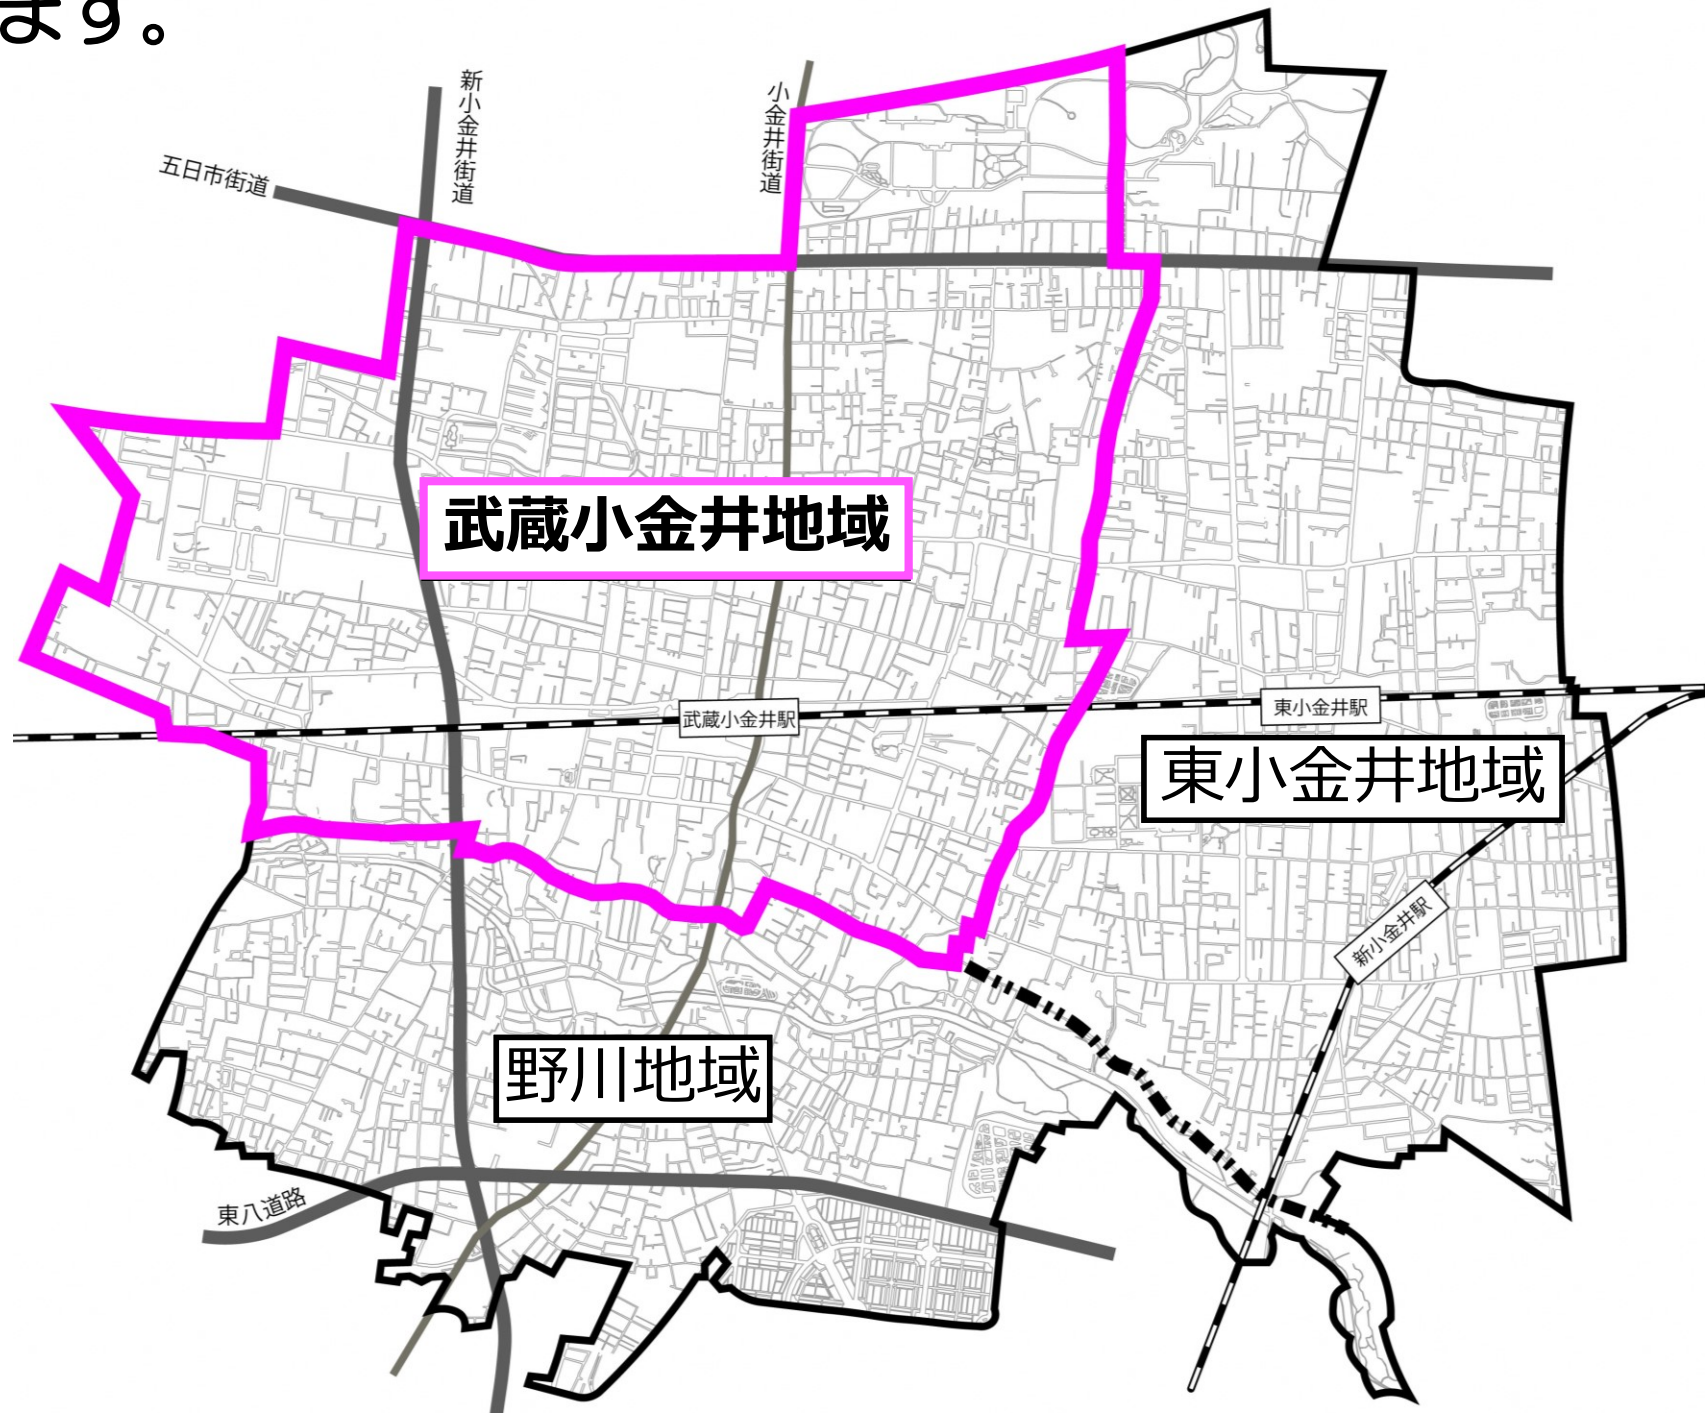 ます。
新小金井街道
小金井街道
五日市街道
武蔵小金井地域
武蔵小金井駅
東小金井駅
東小金井地域
新小金井駅
野川地域
東八道路